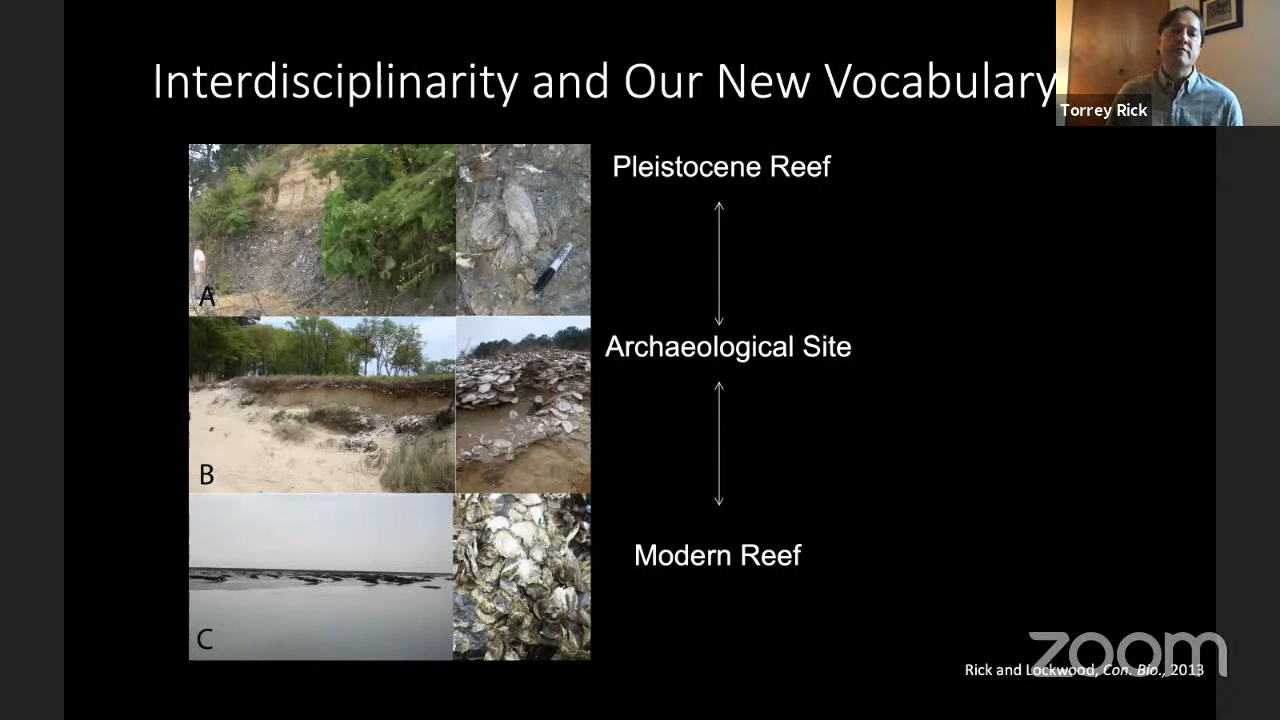 Interdisciplinarity and Our New Vocabulary
Torrey Rick
Pleistocene Reef
A
Archaeological Site
B
Modern Reef
C
zoom
Rick and Lockwood, Con. Bio., 2013